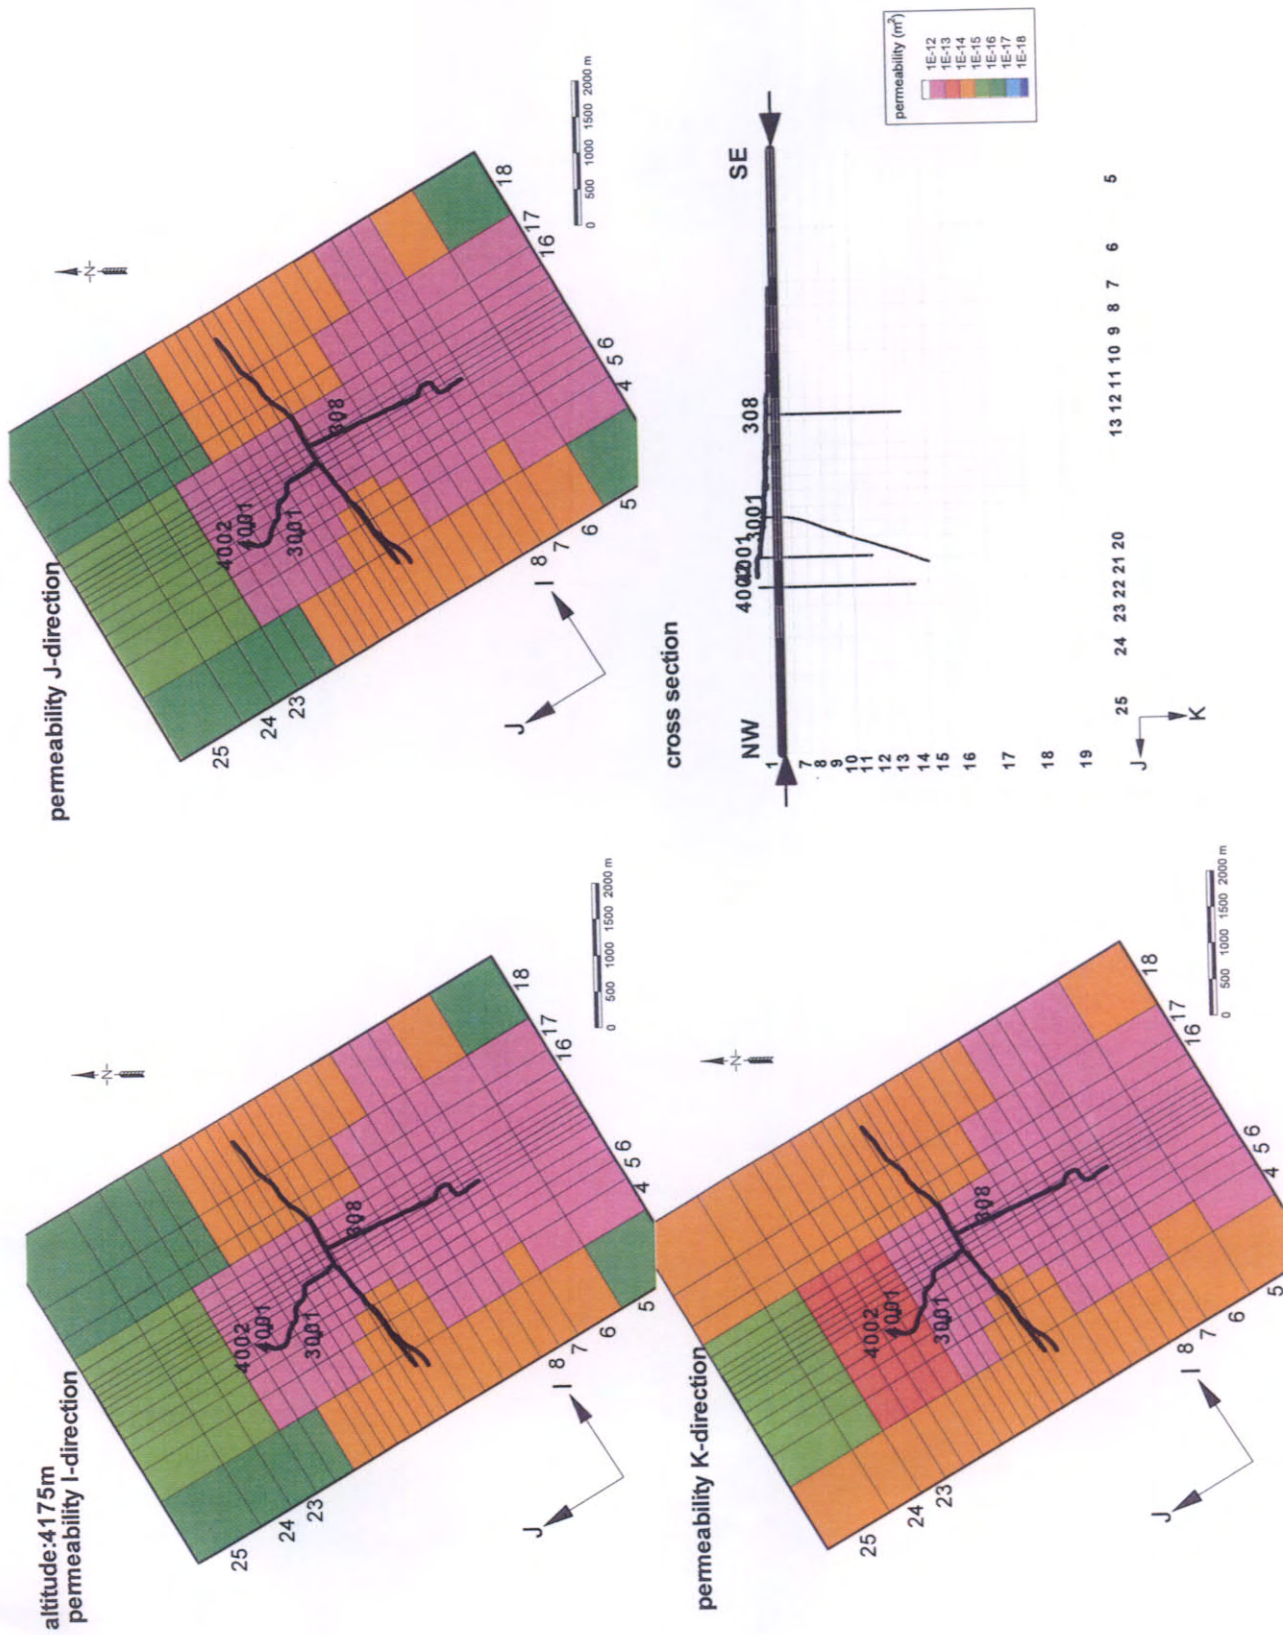 altitude:4175m
permeability I-direction
25
24
23
4002
4001
3001
308
-N-
18
17
16
6
5
4
5
6
7
8
I
J
0 500 1000 1500 2000 m
permeability J-direction
25
24
23
4002
4001
3001
308
-N-
18
17
16
6
5
4
5
6
7
8
I
J
0 500 1000 1500 2000 m
permeability K-direction
25
24
23
4002
4001
3001
308
-N-
18
17
16
6
5
4
5
6
7
8
I
J
0 500 1000 1500 2000 m
cross section
NW
SE
4002
4001
3001
308
1
7
8
9
10
11
12
13
14
15
16
17
18
19
J
K
25 24 23 22 21 20 13 12 11 10 9 8 7 6 5
permeability (m²)
1E-12
1E-13
1E-14
1E-15
1E-16
1E-17
1E-18